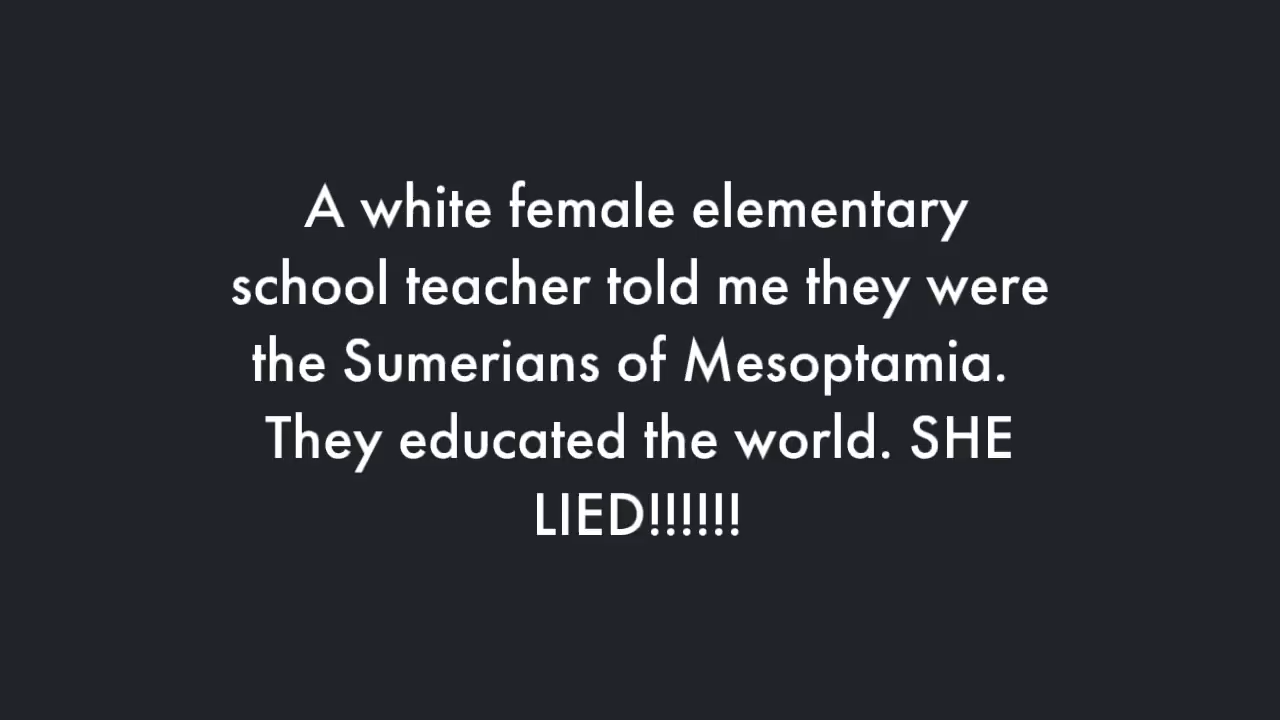 A white female elementary
school teacher told me they were
the Sumerians of Mesoptamia.
They educated the world. SHE
LIED!!!!!!